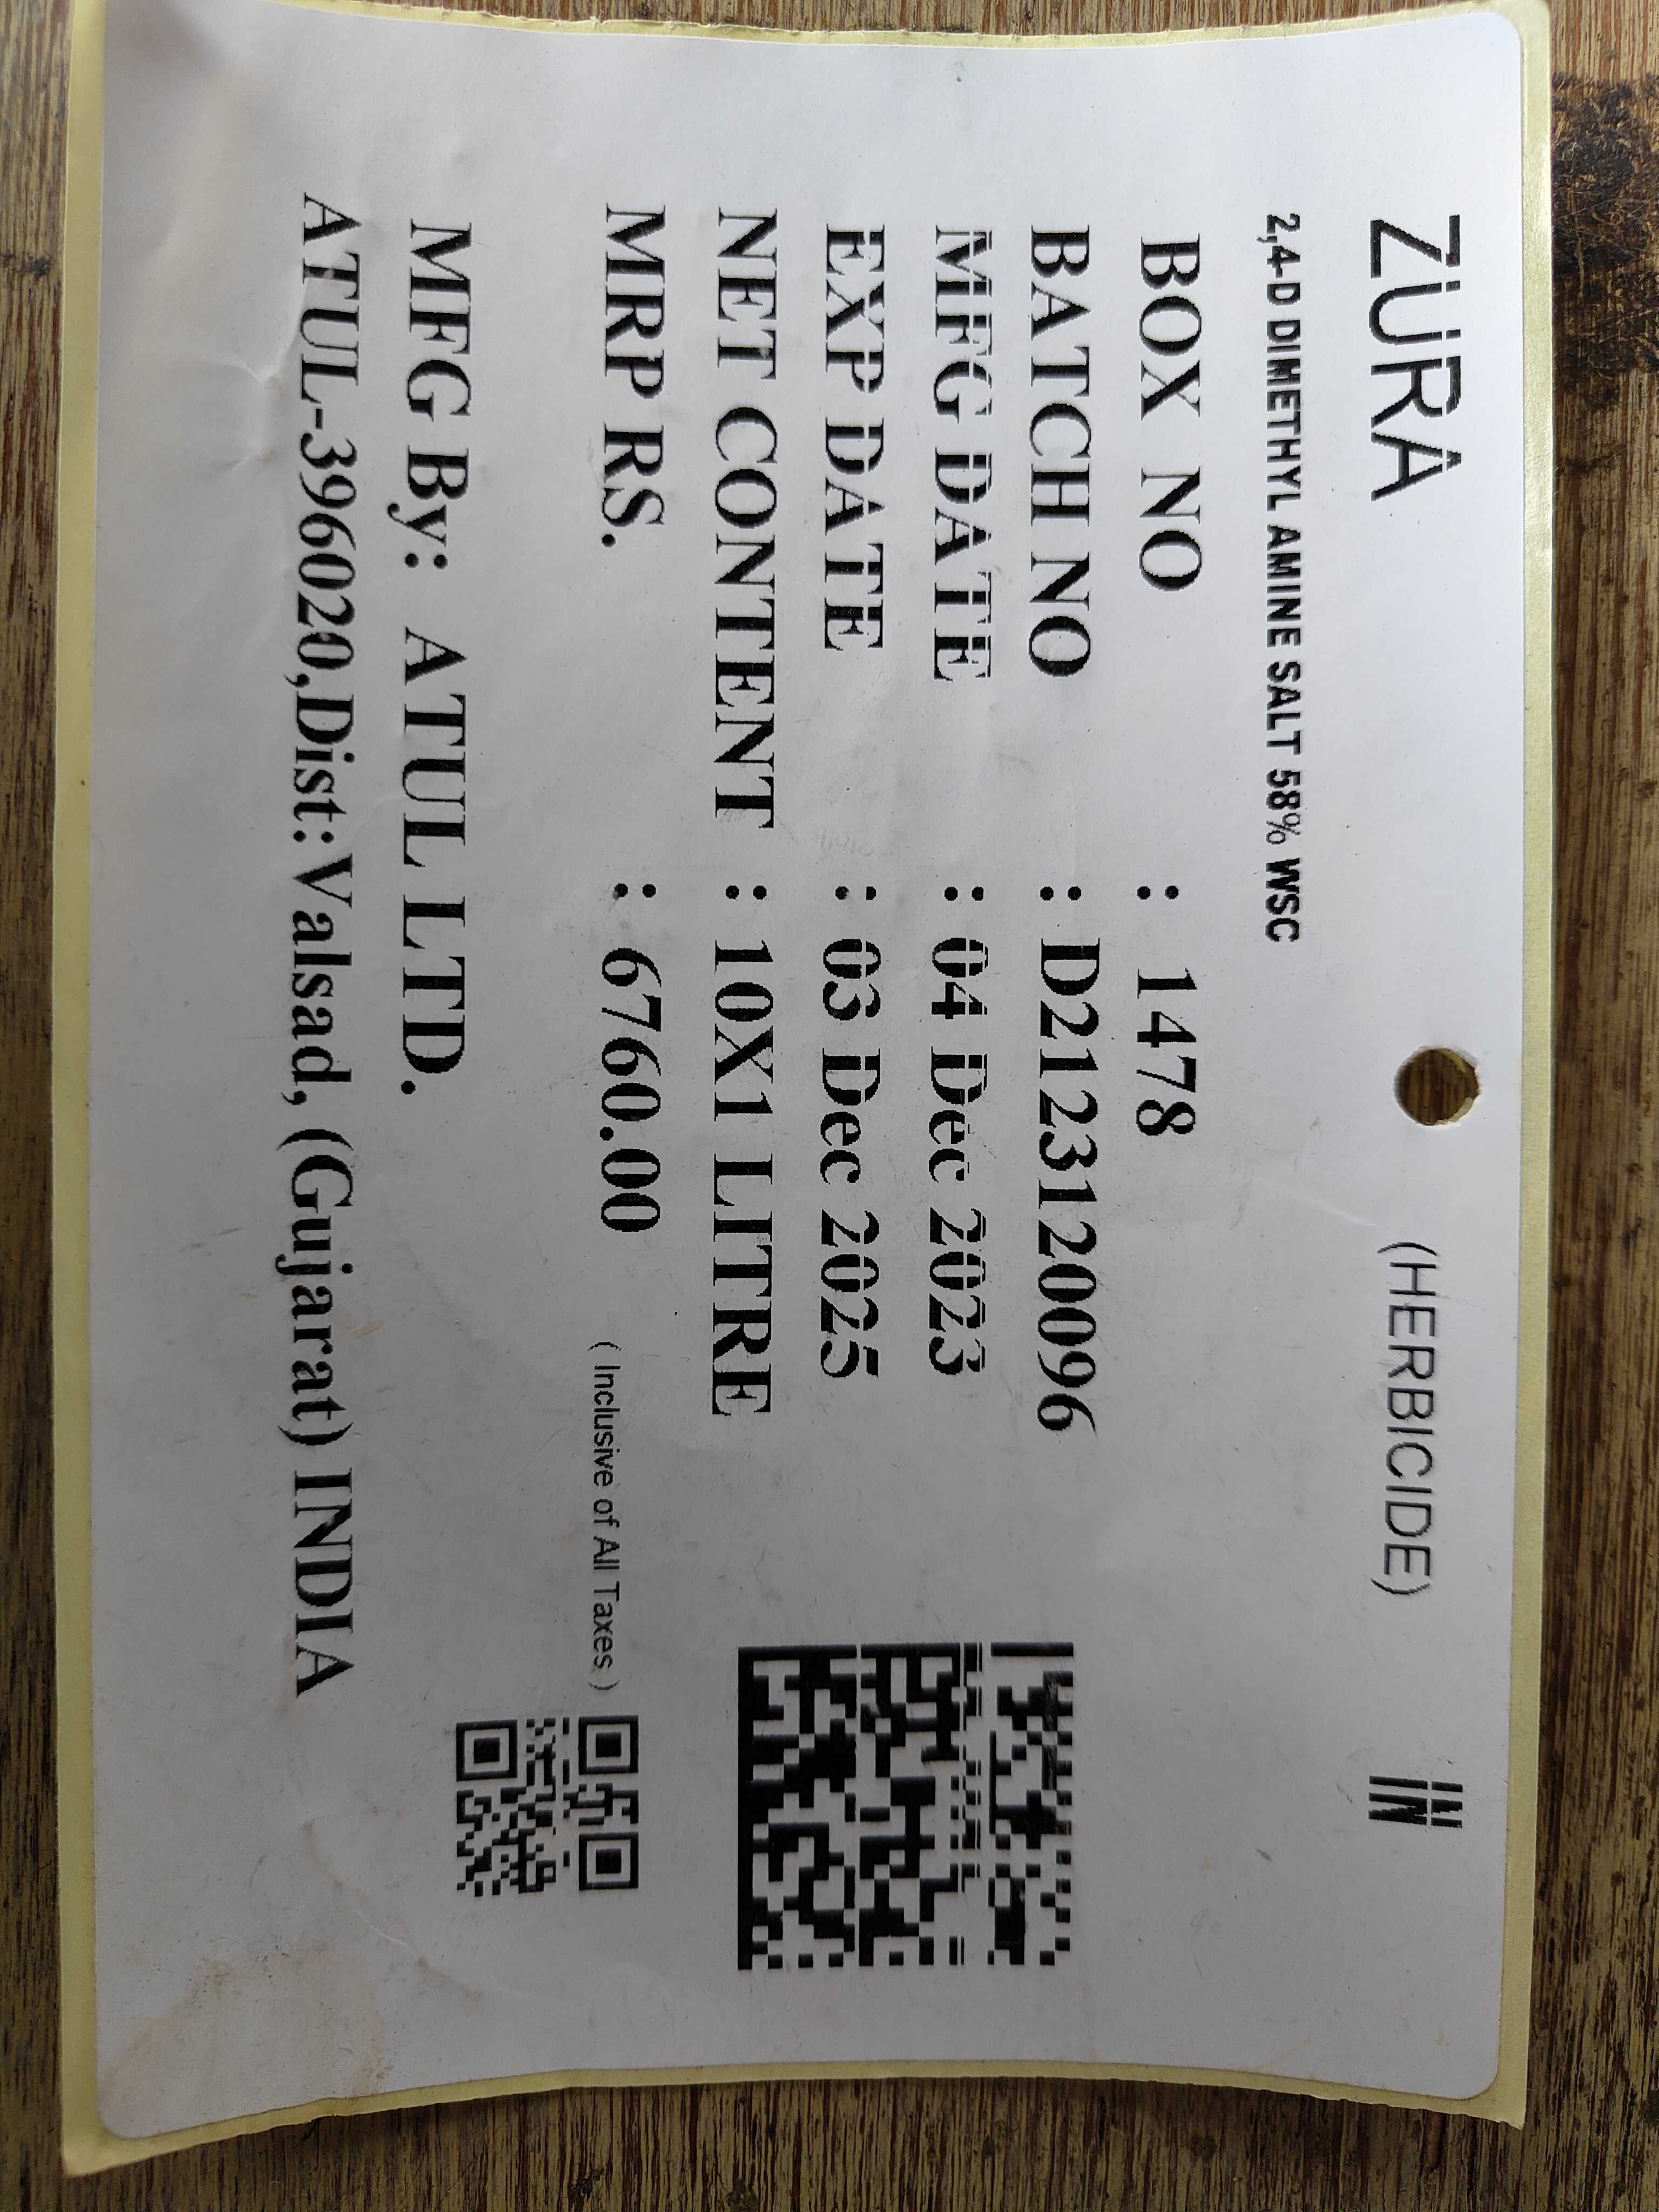 ZURA (HERBICIDE) IN
2,4-D DIMETHYL AMINE SALT 58% WSC
BOX NO : 1478
BATCH NO : D2123120096
MFG DATE : 04 Dec 2023
EXP DATE : 03 Dec 2025
NET CONTENT : 10X1 LITRE
MRP RS. : 6760.00 ( Inclusive of All Taxes )
MFG By: ATUL LTD.
ATUL-396020,Dist:Valsad, (Gujarat) INDIA